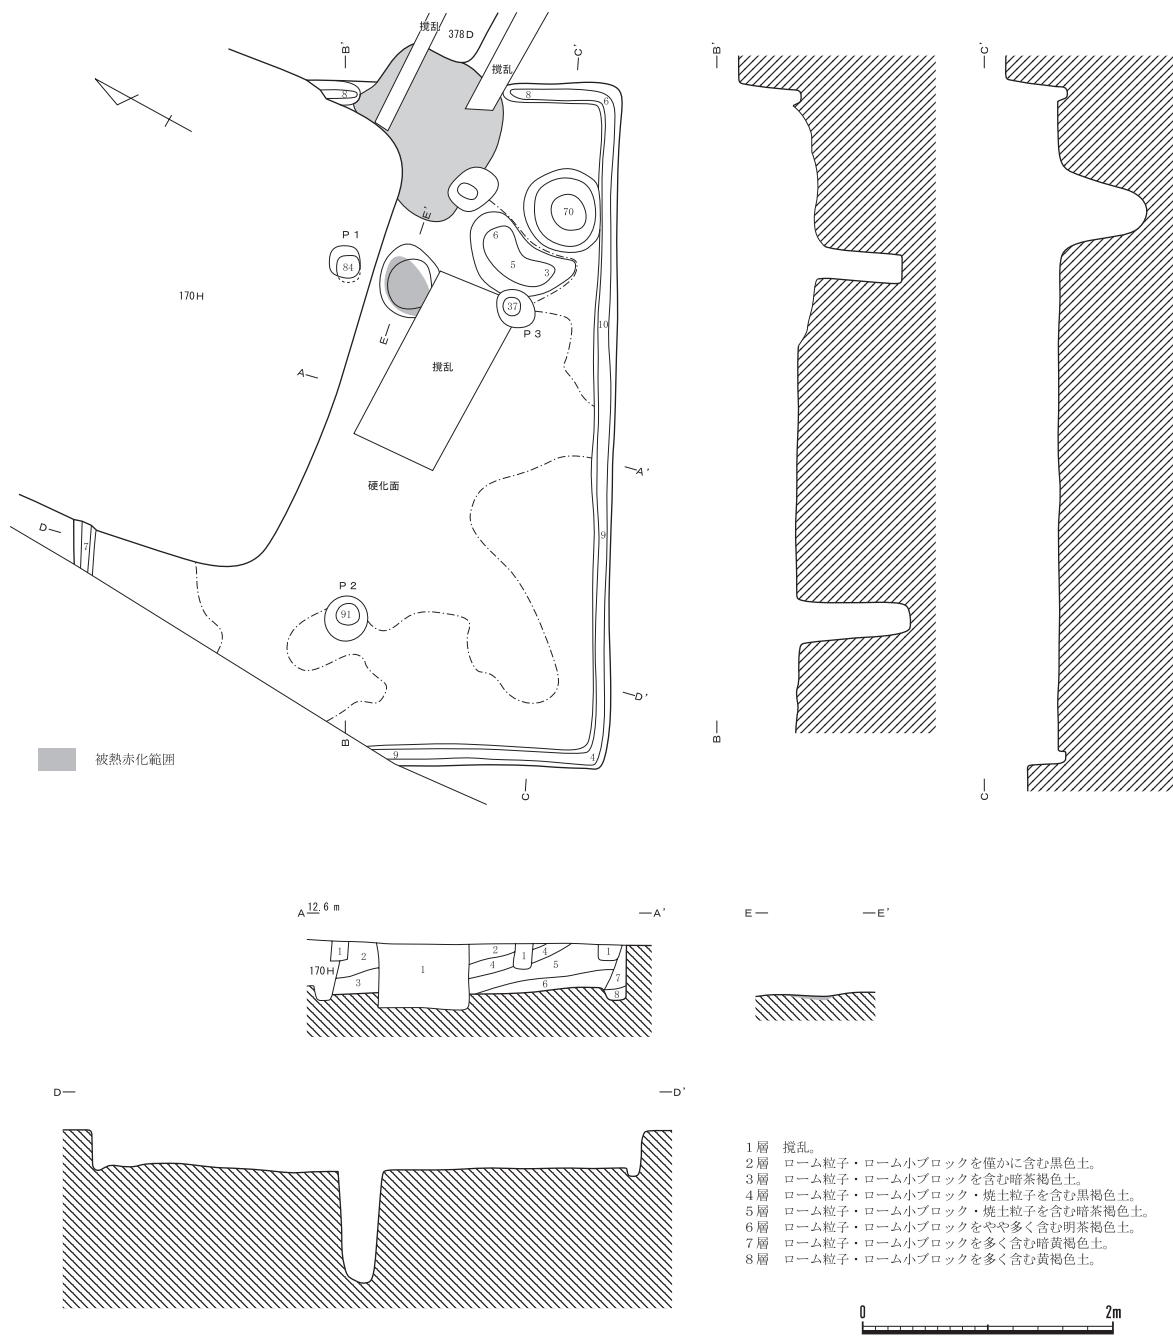 攪乱
378D
B'
C'
B'
C'
攪乱
8
8
6
70
E'
P1
6
84
5
3
170H
37
10
P3
E
攪乱
A
A'
硬化面
D
9
7
P2
91
D'
B
B
9
4
被熱赤化範囲
C
C
A
12.6 m
A'
E
E'
1
2
2
4
1
1
4
5
170H
1
7
3
6
8
D
D'
1層 攪乱。
2層 ローム粒子・ローム小ブロックを僅かに含む黒色土。
3層 ローム粒子・ローム小ブロックを含む暗茶褐色土。
4層 ローム粒子・ローム小ブロック・焼土粒子を含む黒褐色土。
5層 ローム粒子・ローム小ブロック・焼土粒子を含む暗茶褐色土。
6層 ローム粒子・ローム小ブロックをやや多く含む明茶褐色土。
7層 ローム粒子・ローム小ブロックを多く含む暗黄褐色土。
8層 ローム粒子・ローム小ブロックを多く含む黄褐色土。
0
2m